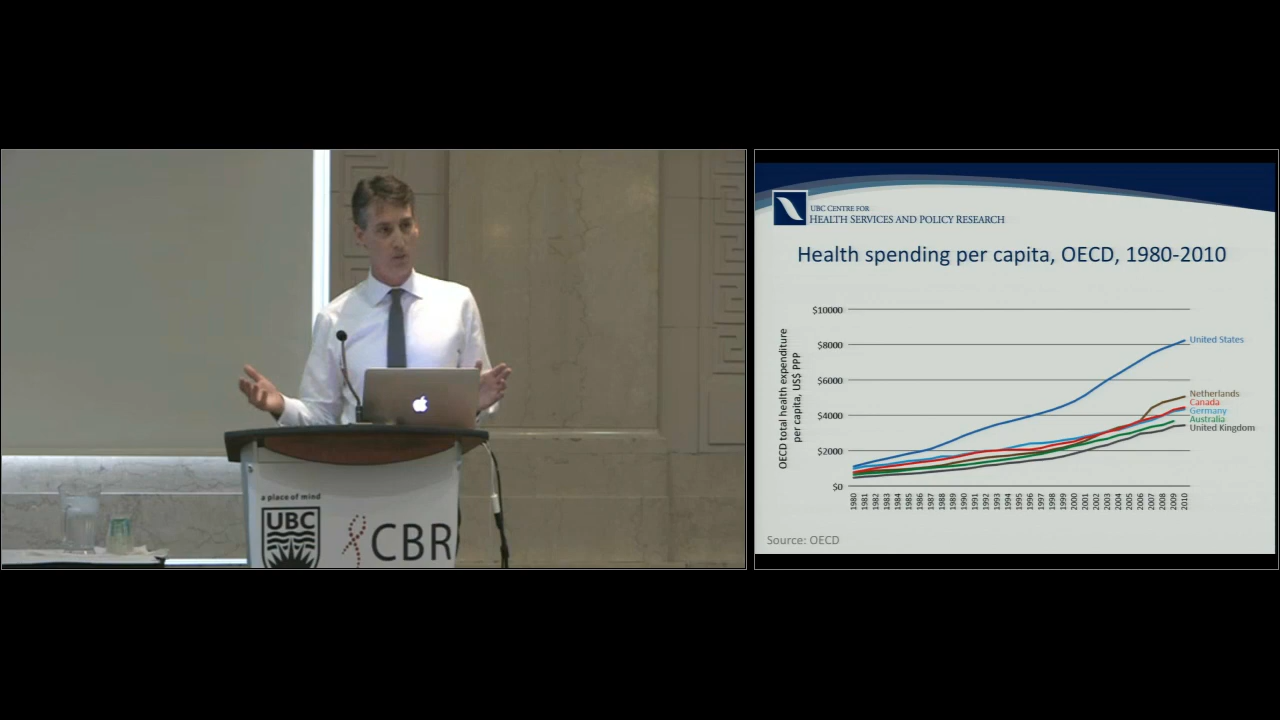 a place of mind
UBC
CBR
UBC CENTRE FOR
HEALTH SERVICES AND POLICY RESEARCH
Health spending per capita, OECD, 1980-2010
OECD total health expenditure
per capita, US$ PPP
$10000
$8000
$6000
$4000
$2000
$0
United States
Netherlands
Canada
Germany
Australia
United Kingdom
1980 1981 1982 1983 1984 1985 1986 1987 1988 1989 1990 1991 1992 1993 1994 1995 1996 1997 1998 1999 2000 2001 2002 2003 2004 2005 2006 2007 2008 2009 2010
Source: OECD